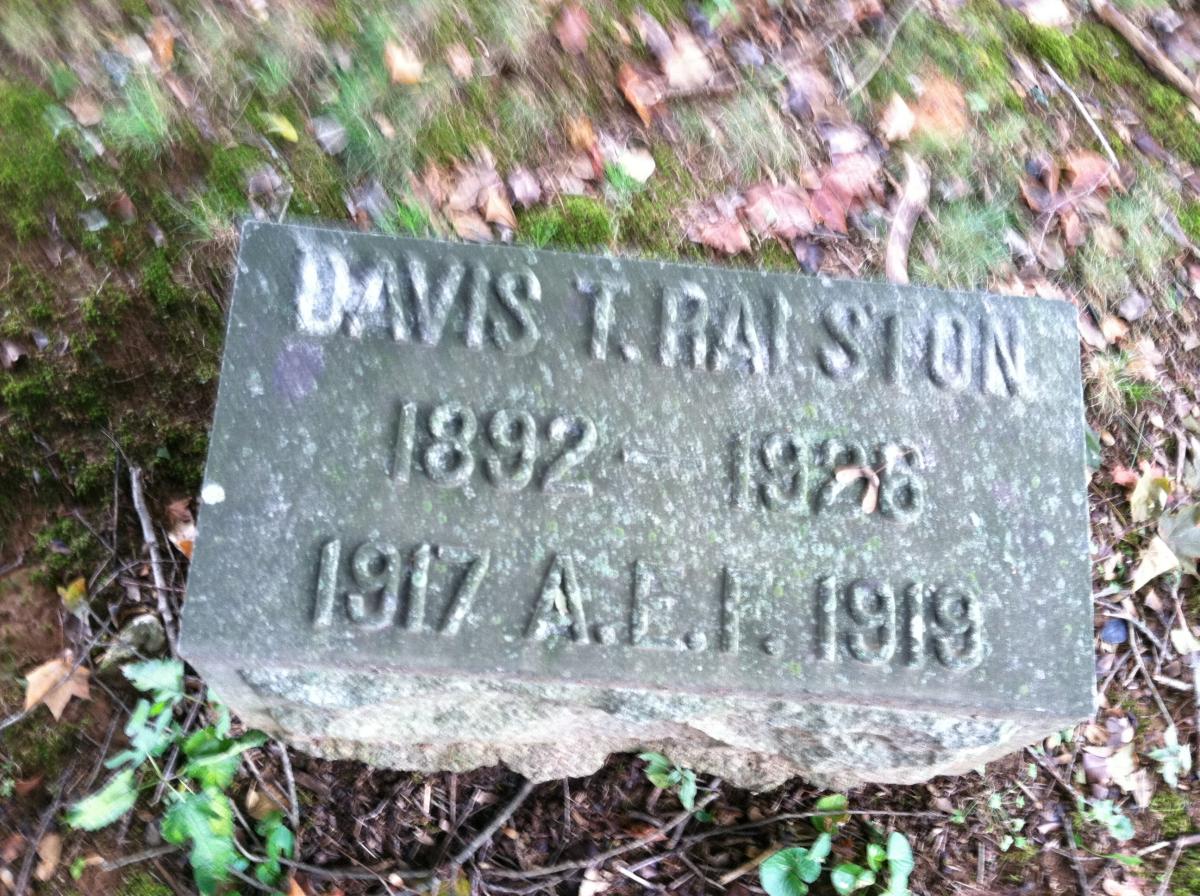 DAVIS T. RALSTON
1892 — 1926
1917 A.E.F. 1919